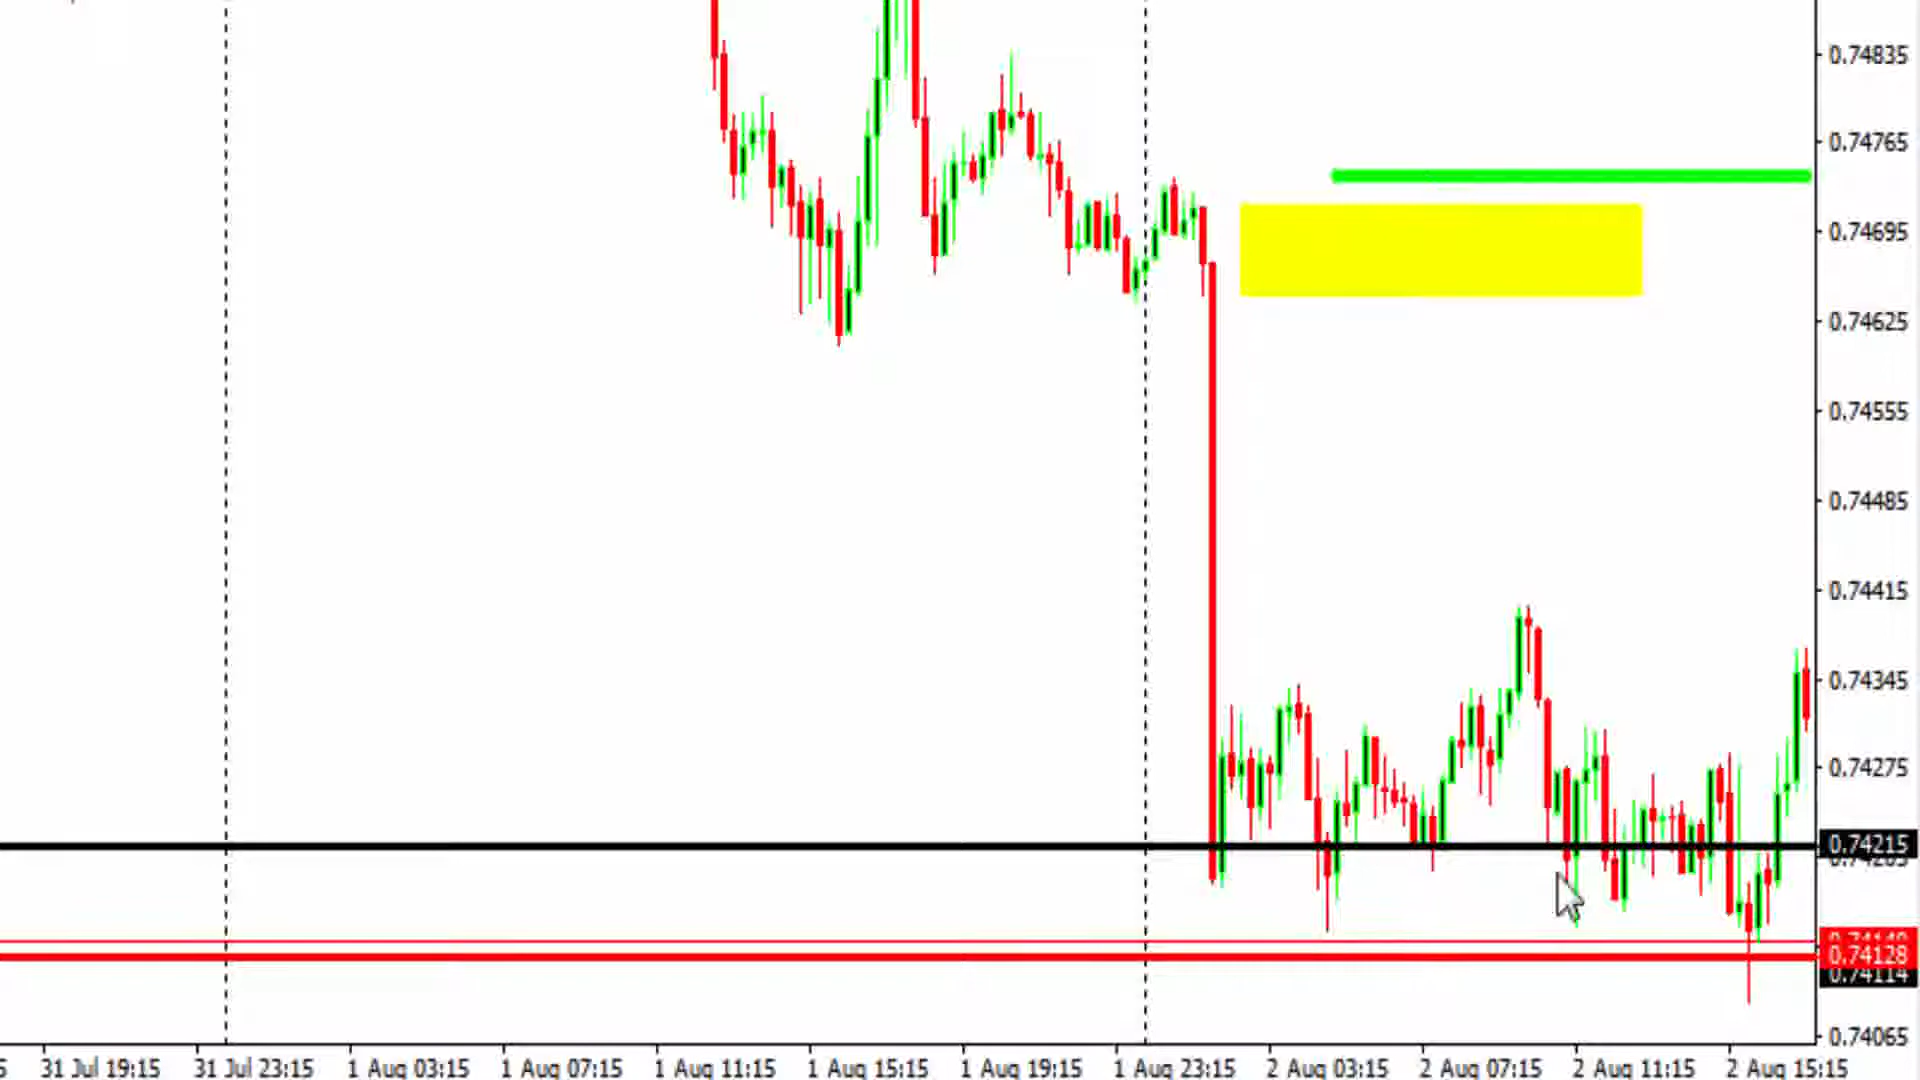 0.74835
0.74765
0.74695
0.74625
0.74555
0.74485
0.74415
0.74345
0.74275
0.74215
0.74128
0.74114
0.74065
31 Jul 19:15
31 Jul 23:15
1 Aug 03:15
1 Aug 07:15
1 Aug 11:15
1 Aug 15:15
1 Aug 19:15
1 Aug 23:15
2 Aug 03:15
2 Aug 07:15
2 Aug 11:15
2 Aug 15:15